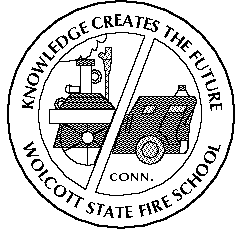 KNOWLEDGE CREATES THE FUTURE
CONN.
WOLCOTT STATE FIRE SCHOOL